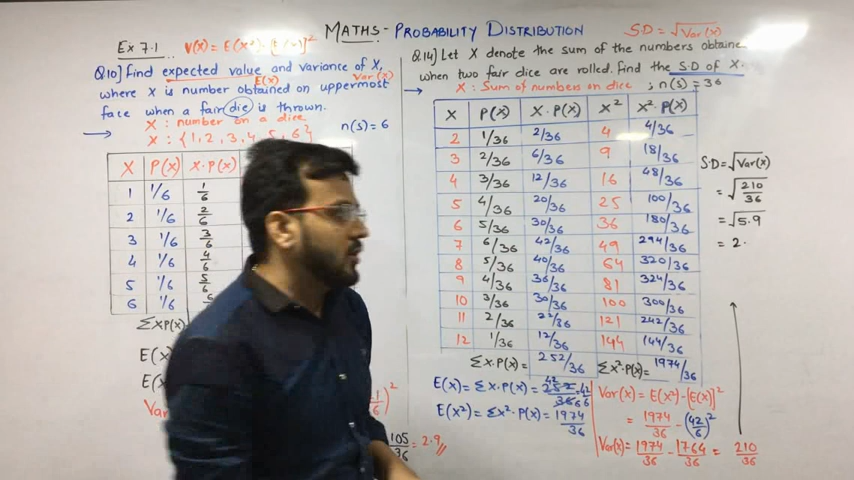 MATHS - PROBABILITY DISTRIBUTION
Ex 7.1
V(X) = E(X²) - [E(X)]²
Q.10] Find expected value and variance of X,
E(X) Var(X)
where X is number obtained on uppermost
face when a fair die is thrown.
X : number on a dice
X : {1, 2, 3, 4, 5, 6} n(s) = 6
X P(X) X·P(X)
1 1/6 1/6
2 1/6 2/6
3 1/6 3/6
4 1/6 4/6
5 1/6 5/6
6 1/6
ΣXP(X)
E(X
E(X
Var
105/36 = 2.9
S.D = √Var(X)
Q.14] Let X denote the sum of the numbers obtaine
when two fair dice are rolled. Find the S.D of X.
X : Sum of numbers on dice ; n(s) = 36
X P(X) X·P(X) X² X²·P(X)
2 1/36 2/36 4 4/36
3 2/36 6/36 9 18/36
4 3/36 12/36 16 48/36
5 4/36 20/36 25 100/36
6 5/36 30/36 36 180/36
7 6/36 42/36 49 294/36
8 5/36 40/36 64 320/36
9 4/36 36/36 81 324/36
10 3/36 30/36 100 300/36
11 2/36 22/36 121 242/36
12 1/36 12/36 144 144/36
ΣX·P(X) = 252/36 ΣX²·P(X) = 1974/36
E(X) = ΣX·P(X) = 252/36 = 42/6
E(X²) = ΣX²·P(X) = 1974/36
Var(X) = E(X²) - [E(X)]²
= 1974/36 - (42/6)²
Var(X) = 1974/36 - 1764/36 = 210/36
S.D = √Var(X)
= √210/36
= √5.9
= 2.